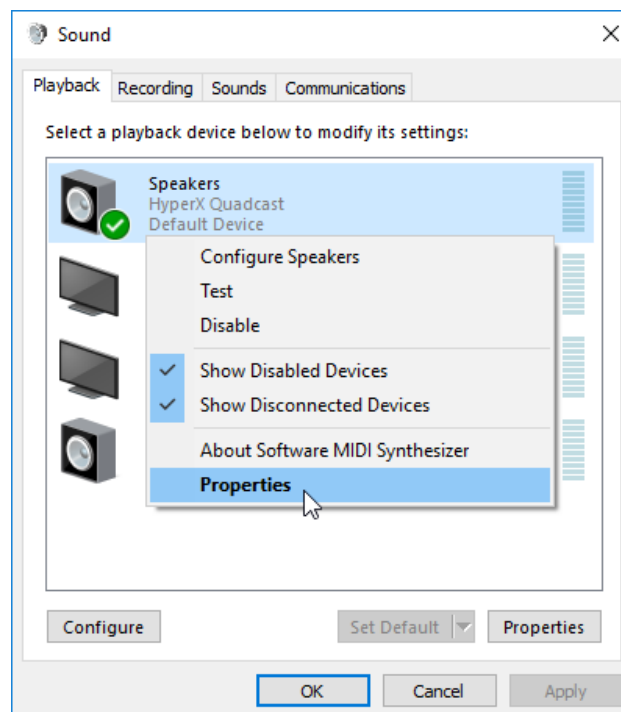 Sound
Playback Recording Sounds Communications
Select a playback device below to modify its settings:
Speakers
HyperX Quadcast
Default Device
Configure Speakers
Test
Disable
Show Disabled Devices
Show Disconnected Devices
About Software MIDI Synthesizer
Properties
Configure Set Default Properties
OK Cancel Apply